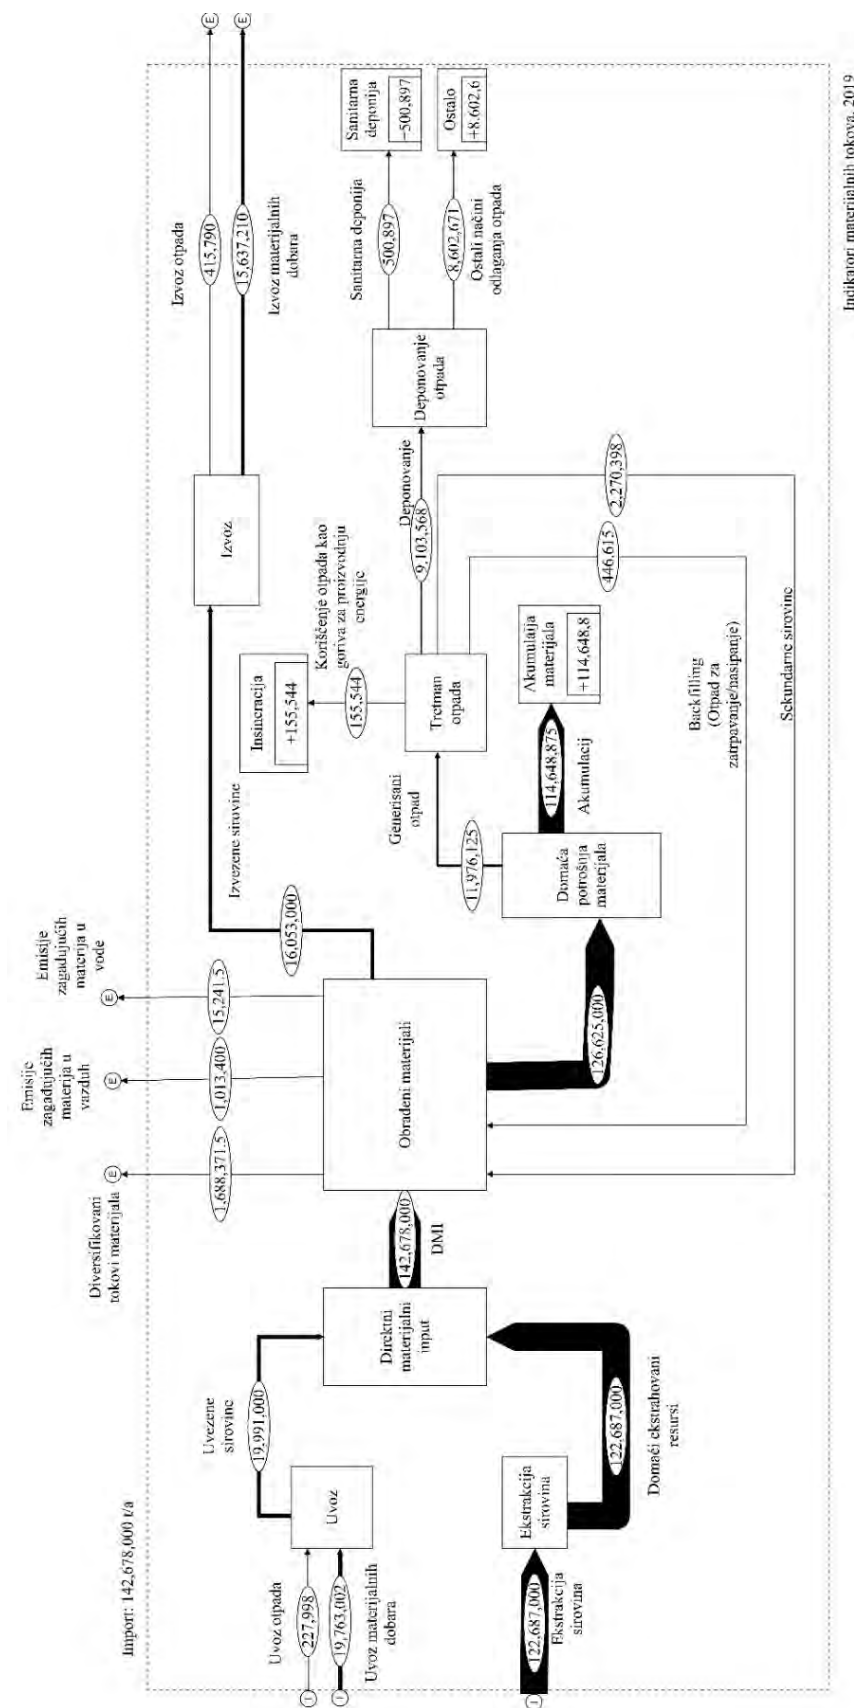 Import: 142,678,000 t/a
Uvoz otpada
227,998
19,763,002
Uvoz materijalnih
dobara
Uvoz
Uvezene
sirovine
19,991,000
122,687,000
Ekstrakcija
sirovina
Ekstrakcija
sirovina
122,687,000
Domaći ekstrahovani
resursi
Direktni
materijalni
input
142,678,000
DMI
Diversifikovani
tokovi materijala
1,688,371.5
E
Emisije
zagađujućih
materija u
vazduh
1,013,400
E
Emisije
zagađujućih
materija u
vode
15,241.5
E
Obrađeni materijali
16,053,000
Izvezene sirovine
126,625,000
Domaća
potrošnja
materijala
11,976,125
Generisani
otpad
114,648,875
Akumulacij
Akumulaija
materijala
+114,648,8
Tretman
otpada
155,544
Korišćenje otpada kao
goriva za proizvodnju
energije
Insineracija
+155,544
Izvoz
Izvoz otpada
415,790
15,637,210
Izvoz materijalnih
dobara
E
E
Deponovanje
9,103,568
Deponovanje
otpada
Sanitarna deponija
500,897
8,602,671
Ostali načini
odlaganja otpada
Sanitarna
deponija
+500,897
Ostalo
+8.602,6
446,615
2,270,398
Backfilling
(Otpad za
zatrpavanje/nasipanje)
Sekundarne sirovine
I
I
I
Indikatori materijalnih tokova, 2019